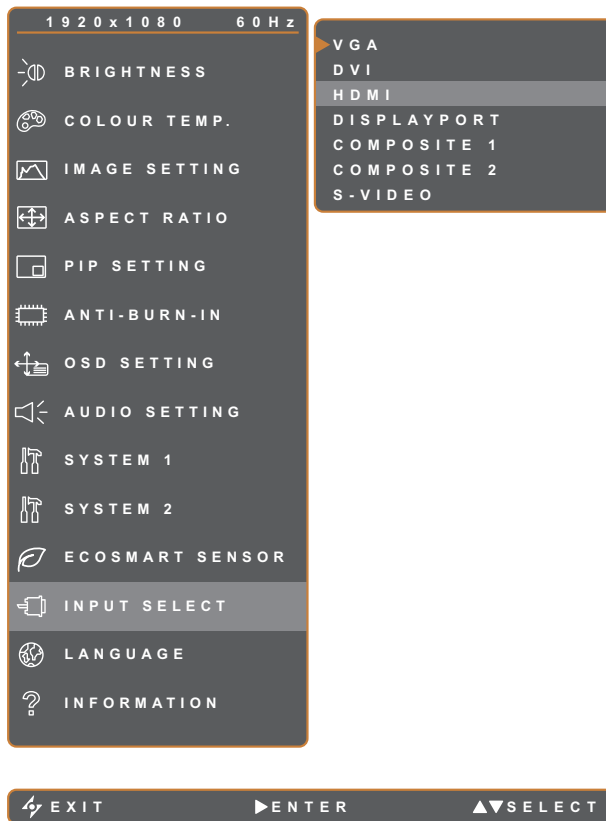 1920x1080 60Hz
BRIGHTNESS
COLOUR TEMP.
IMAGE SETTING
ASPECT RATIO
PIP SETTING
ANTI-BURN-IN
OSD SETTING
AUDIO SETTING
SYSTEM 1
SYSTEM 2
ECOSMART SENSOR
INPUT SELECT
LANGUAGE
INFORMATION
VGA
DVI
HDMI
DISPLAYPORT
COMPOSITE 1
COMPOSITE 2
S-VIDEO
EXIT ENTER SELECT